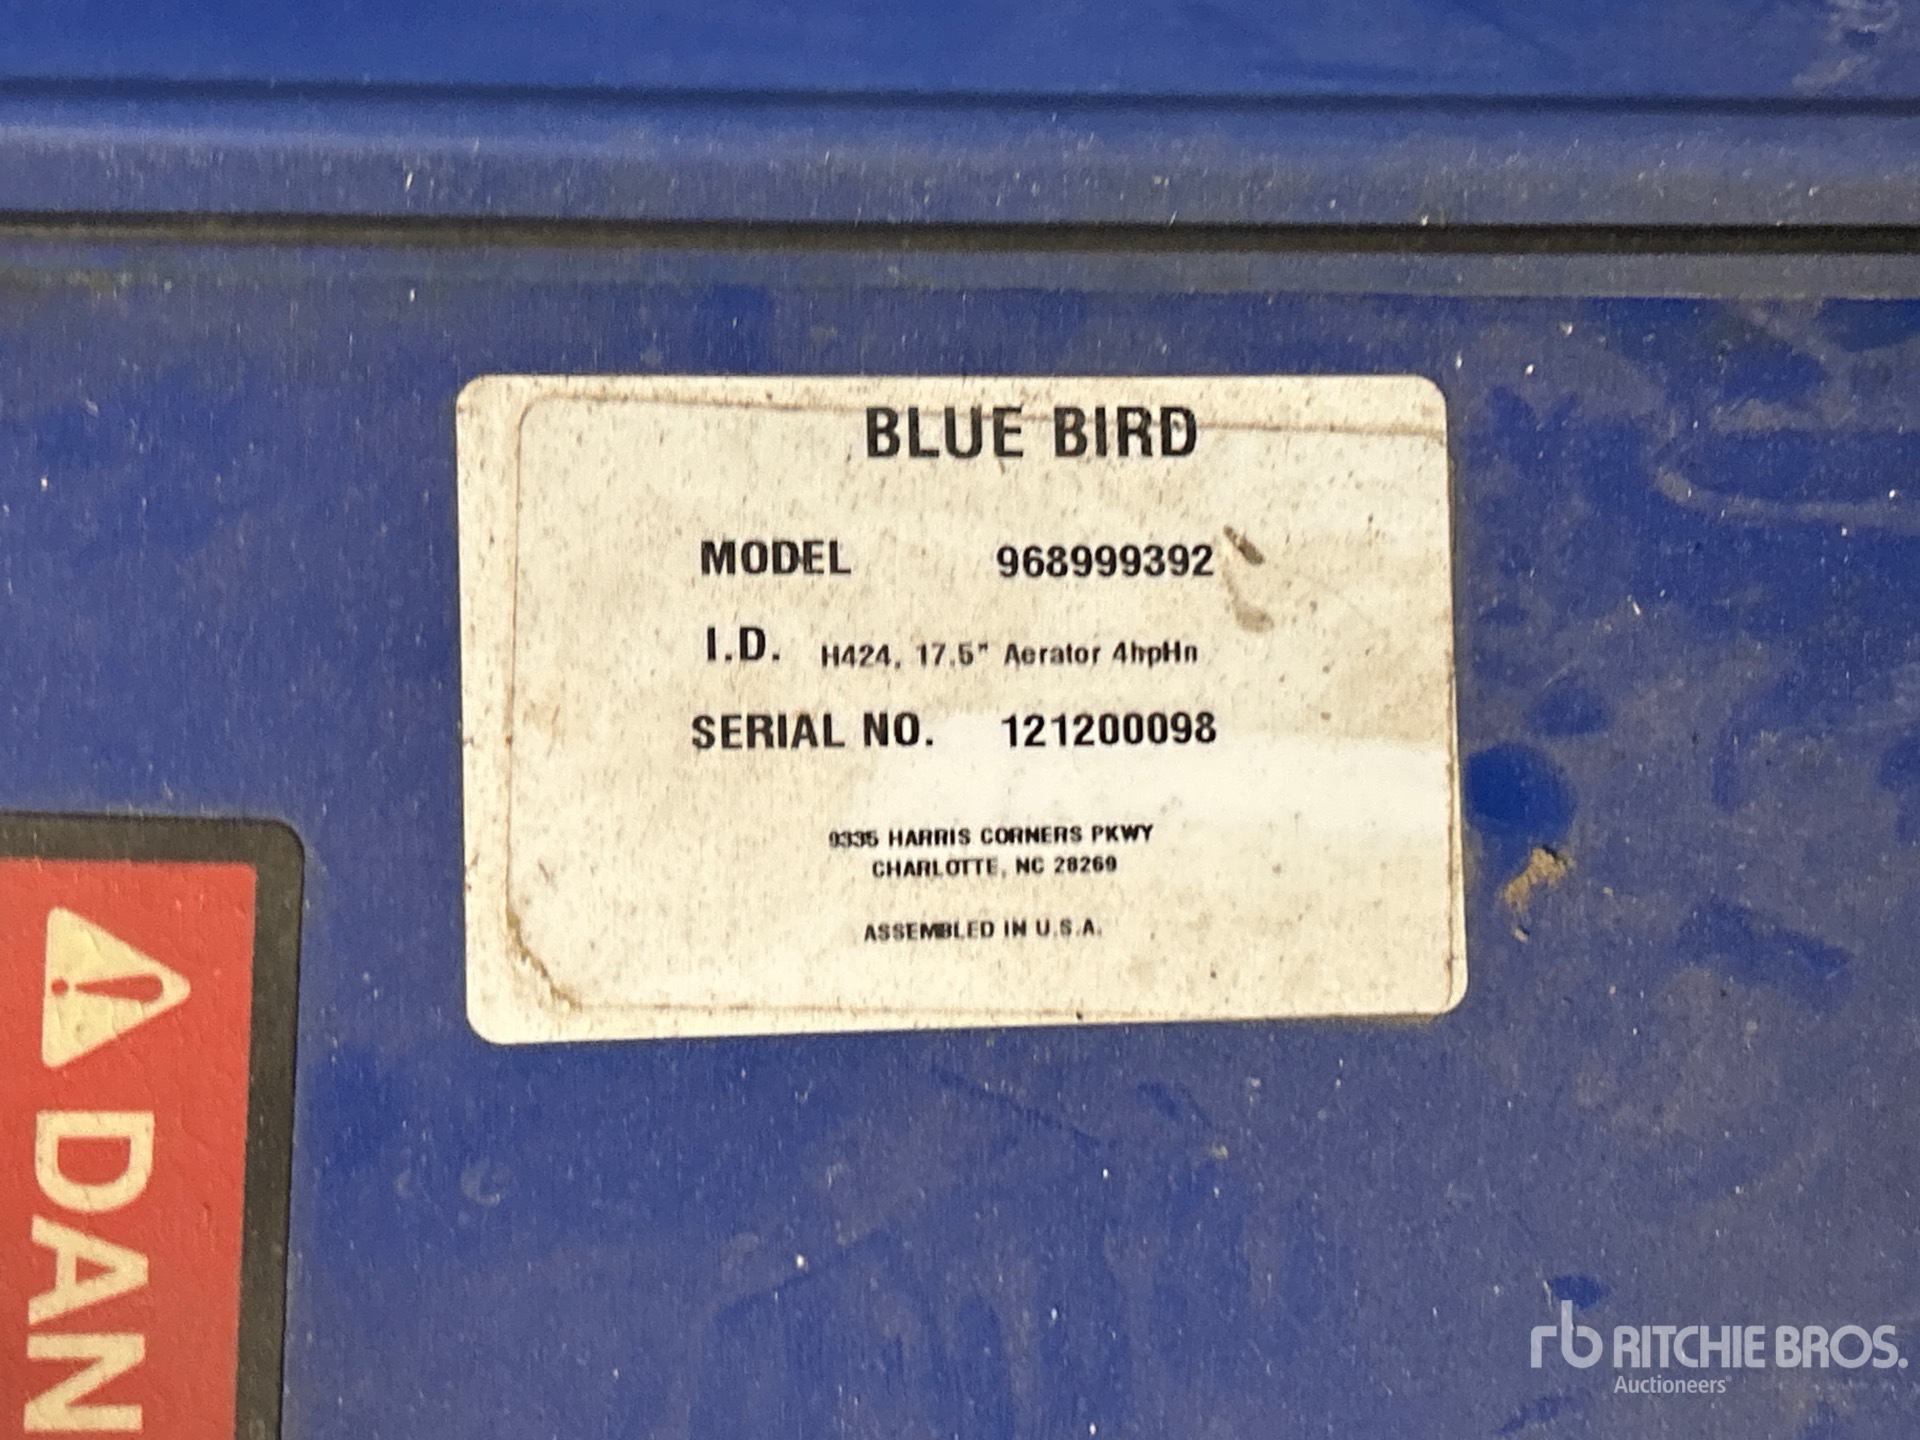 BLUE BIRD
MODEL 968999392
I.D. H424, 17.5" Aerator 4hpHn
SERIAL NO. 121200098
9335 HARRIS CORNERS PKWY
CHARLOTTE, NC 28269
ASSEMBLED IN U.S.A.
DAN
rb RITCHIE BROS.
Auctioneers